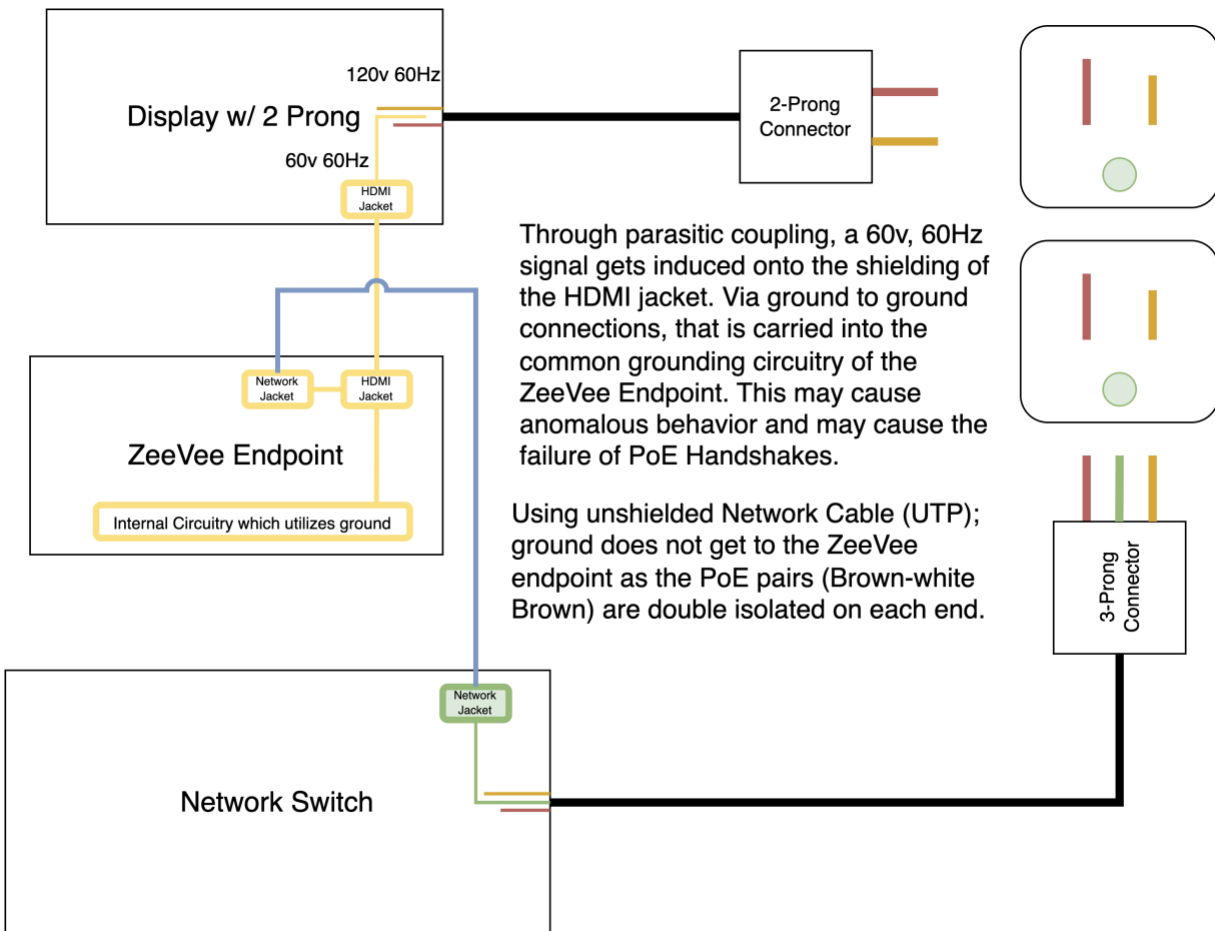 120v 60Hz
Display w/ 2 Prong
60v 60Hz
HDMI
Jacket
2-Prong
Connector
Through parasitic coupling, a 60v, 60Hz
signal gets induced onto the shielding of
the HDMI jacket. Via ground to ground
connections, that is carried into the
common grounding circuitry of the
ZeeVee Endpoint. This may cause
anomalous behavior and may cause the
failure of PoE Handshakes.
Using unshielded Network Cable (UTP);
ground does not get to the ZeeVee
endpoint as the PoE pairs (Brown-white
Brown) are double isolated on each end.
Network
Jacket
HDMI
Jacket
ZeeVee Endpoint
Internal Circuitry which utilizes ground
3-Prong
Connector
Network
Jacket
Network Switch